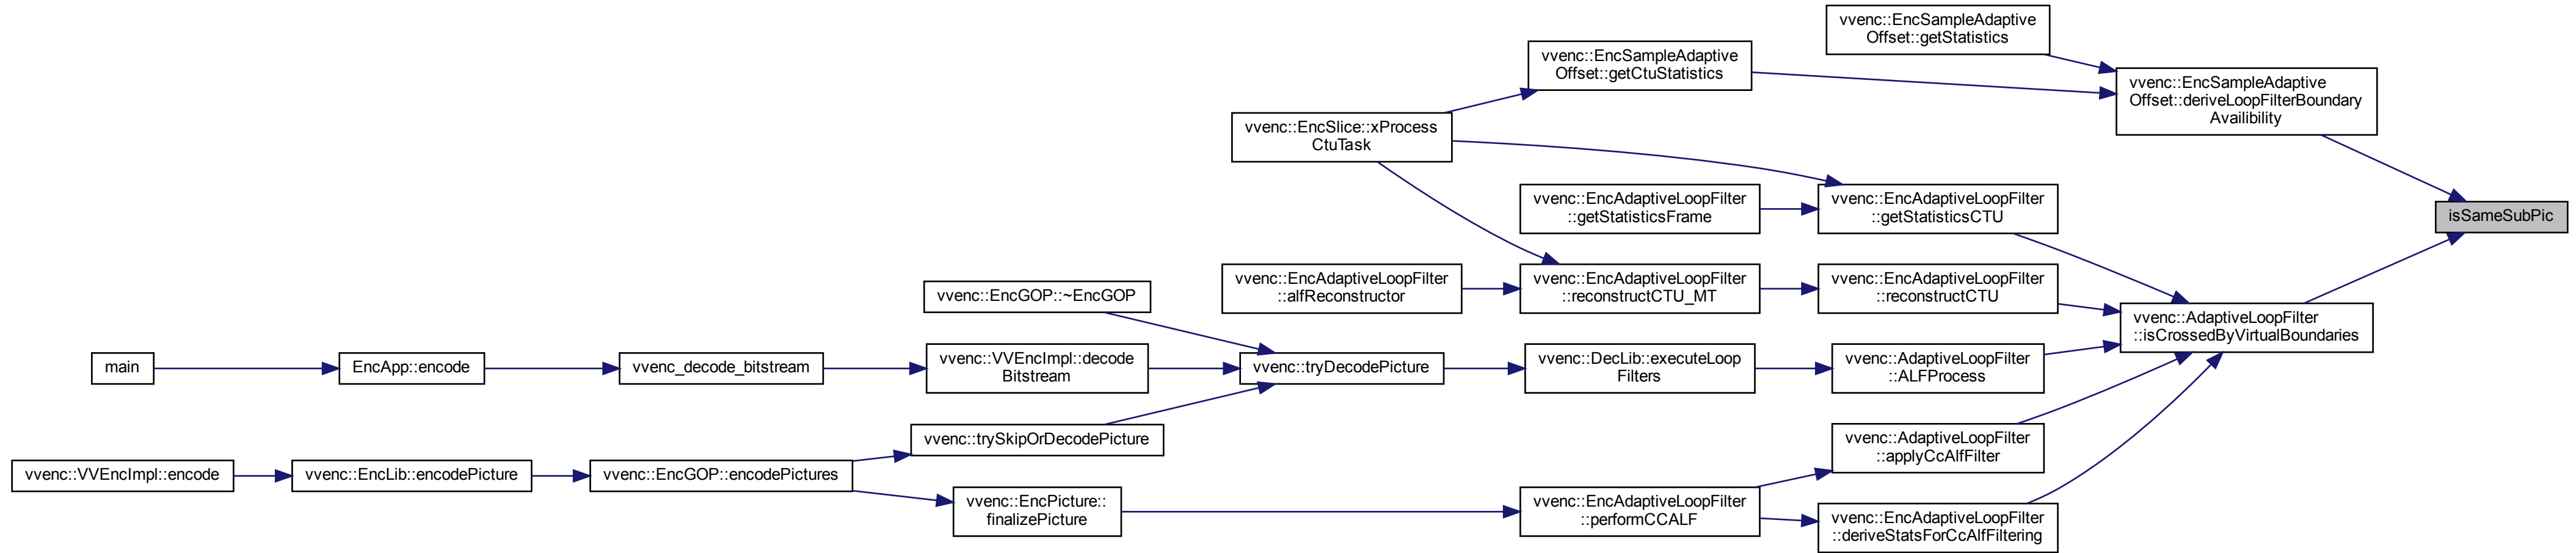 vvenc::EncSampleAdaptive
Offset::getStatistics
vvenc::EncSampleAdaptive
Offset::getCtuStatistics
vvenc::EncSampleAdaptive
Offset::deriveLoopFilterBoundary
Availibility
vvenc::EncSlice::xProcess
CtuTask
isSameSubPic
vvenc::EncAdaptiveLoopFilter
::getStatisticsFrame
vvenc::EncAdaptiveLoopFilter
::getStatisticsCTU
vvenc::EncGOP::~EncGOP
vvenc::EncAdaptiveLoopFilter
::alfReconstructor
vvenc::EncAdaptiveLoopFilter
::reconstructCTU_MT
vvenc::EncAdaptiveLoopFilter
::reconstructCTU
vvenc::AdaptiveLoopFilter
::isCrossedByVirtualBoundaries
main
EncApp::encode
vvenc_decode_bitstream
vvenc::VVEncImpl::decode
Bitstream
vvenc::tryDecodePicture
vvenc::DecLib::executeLoop
Filters
vvenc::AdaptiveLoopFilter
::ALFProcess
vvenc::trySkipOrDecodePicture
vvenc::AdaptiveLoopFilter
::applyCcAlfFilter
vvenc::VVEncImpl::encode
vvenc::EncLib::encodePicture
vvenc::EncGOP::encodePictures
vvenc::EncPicture::
finalizePicture
vvenc::EncAdaptiveLoopFilter
::performCCALF
vvenc::EncAdaptiveLoopFilter
::deriveStatsForCcAlfFiltering